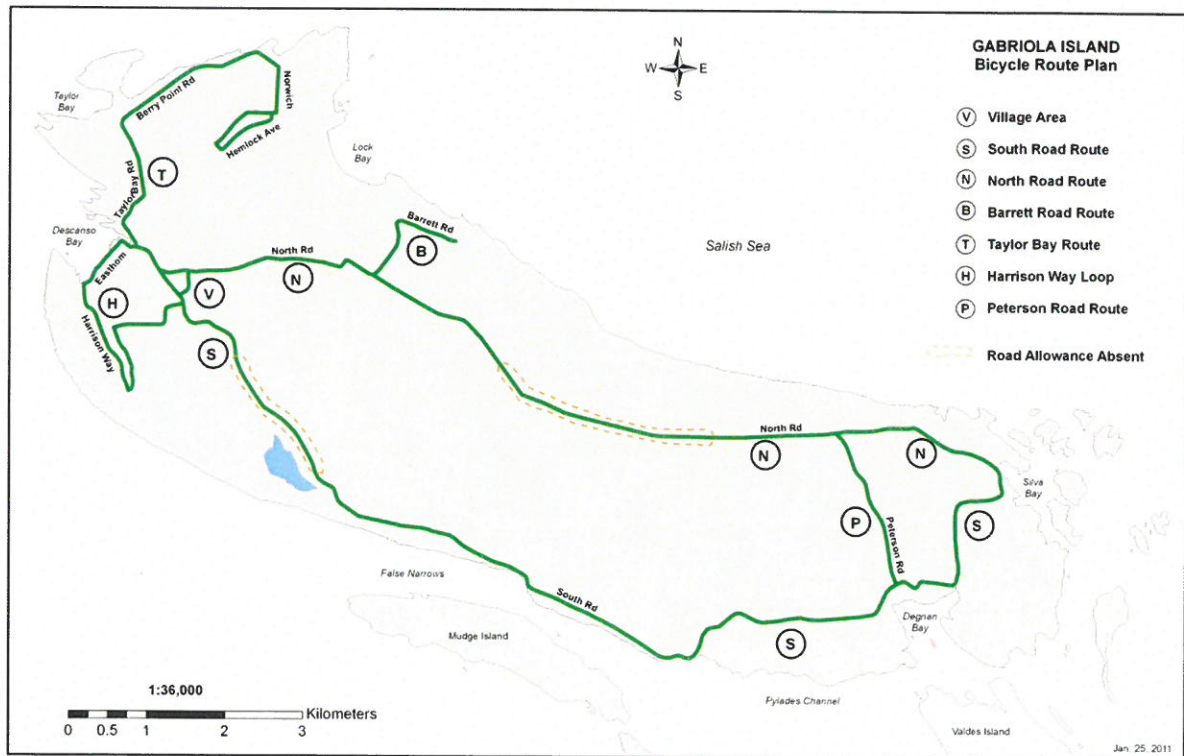 GABRIOLA ISLAND
Bicycle Route Plan
N
W E
S
V Village Area
S South Road Route
N North Road Route
B Barrett Road Route
T Taylor Bay Route
H Harrison Way Loop
P Peterson Road Route
Road Allowance Absent
Taylor
Bay
Berry Point Rd
Norwich
Hemlock Ave
Lock
Bay
Taylor Bay Rd
T
Descanso
Bay
Barrett Rd
B
Salish Sea
Easthom
North Rd
N
V
H
Harrison Way
S
North Rd
N
N
Silva
Bay
P
Peterson Rd
S
False Narrows
South Rd
Mudge Island
Degnan
Bay
S
Pylades Channel
Valdes Island
1:36,000
Kilometers
0 0.5 1 2 3
Jan. 25, 2011